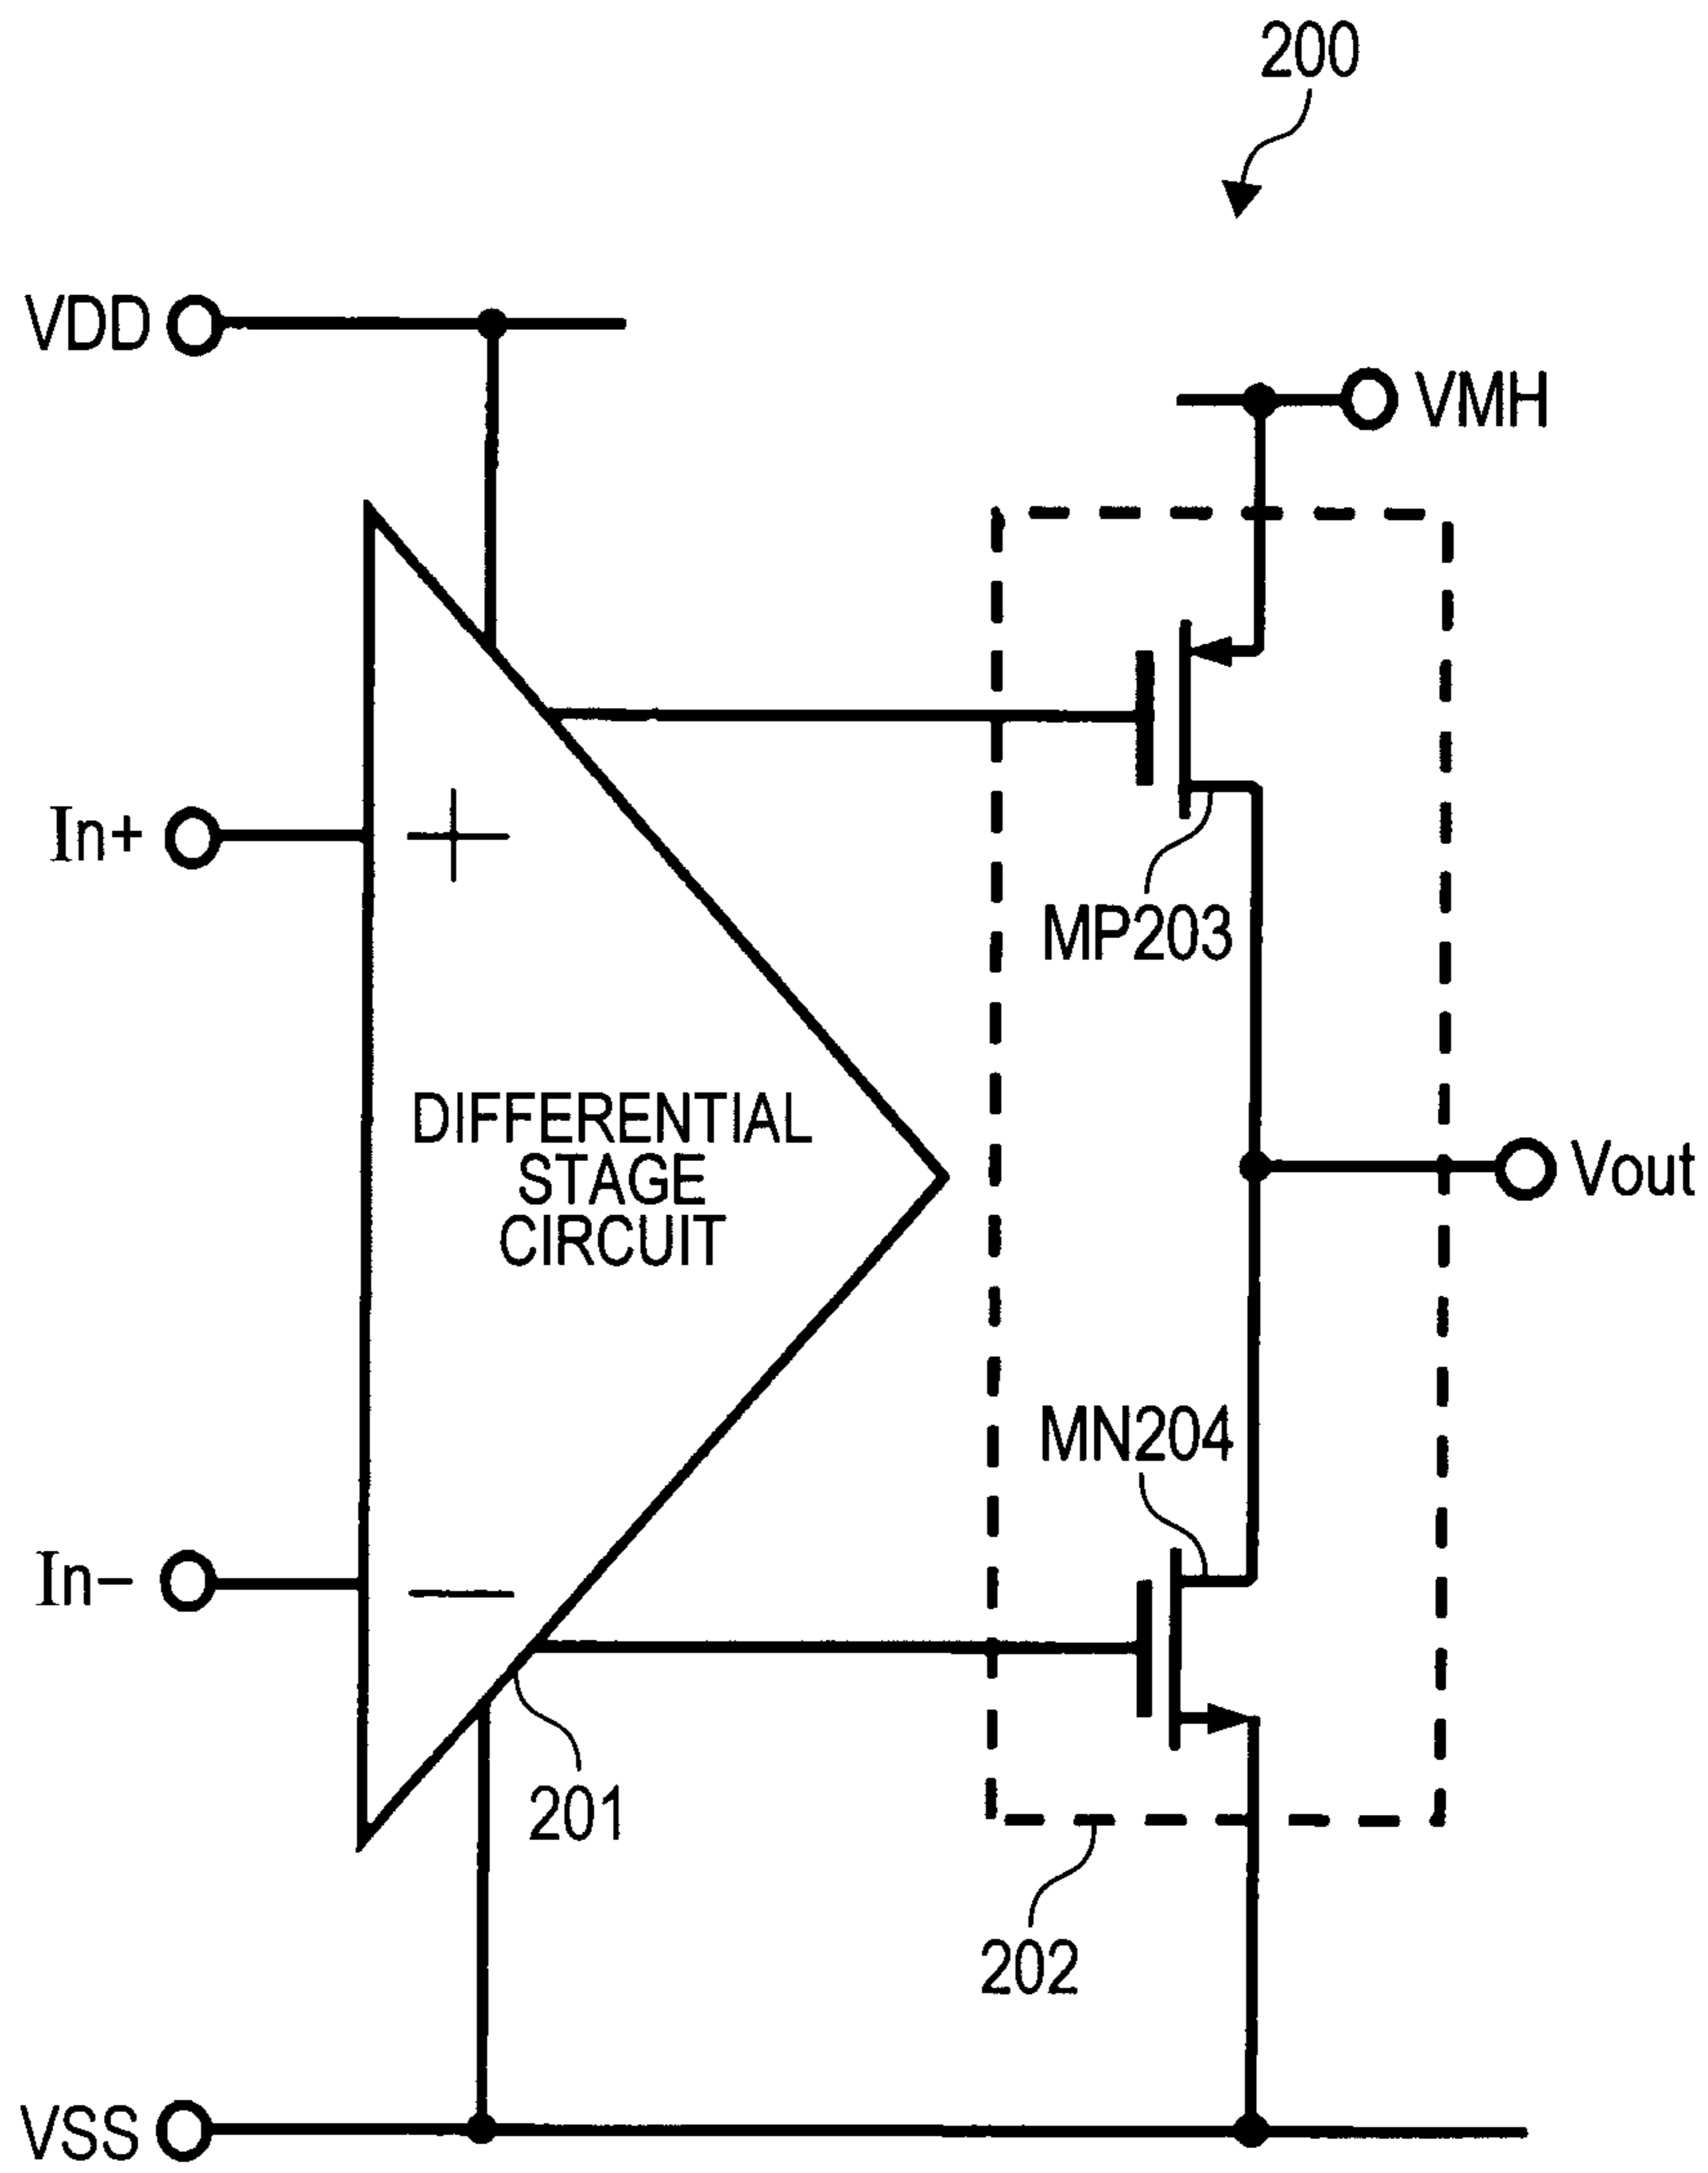 200
VDD
VMH
In+
+
MP203
DIFFERENTIAL
STAGE
CIRCUIT
Vout
MN204
In−
−
201
202
VSS